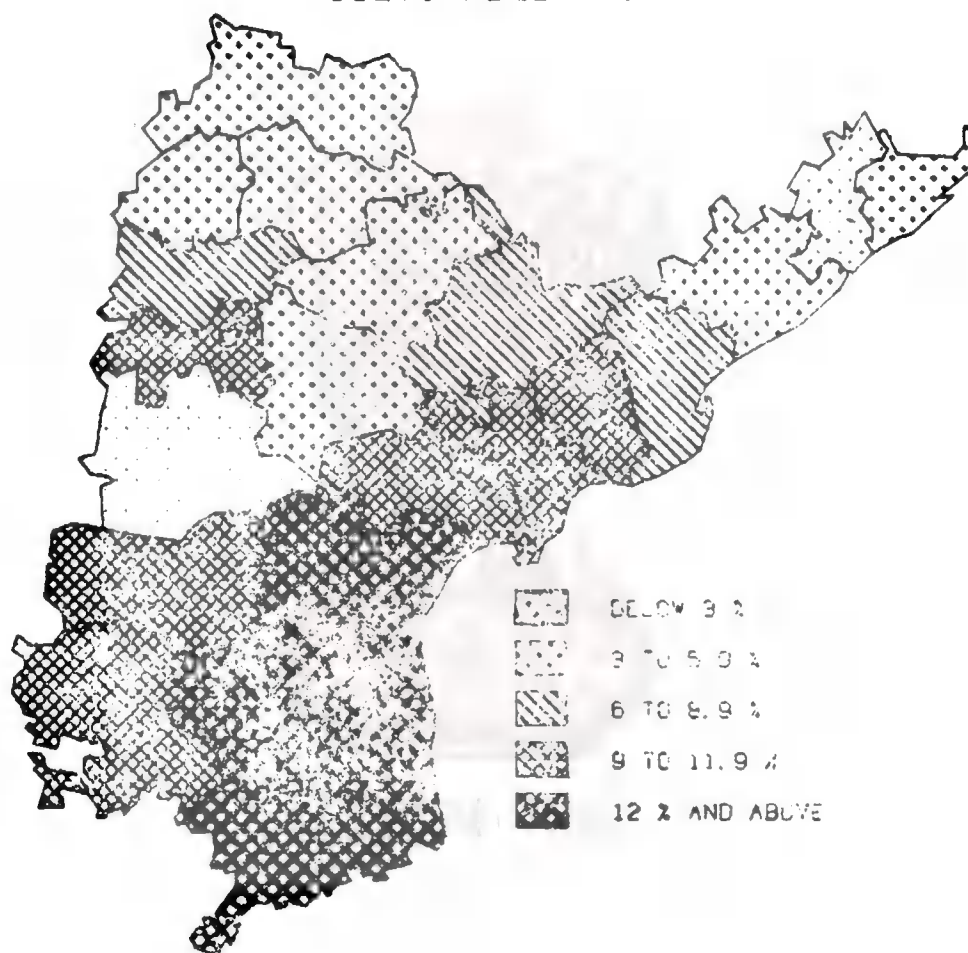 BELOW 3 %
3 TO 5.9 %
6 TO 8.9 %
9 TO 11.9 %
12 % AND ABOVE